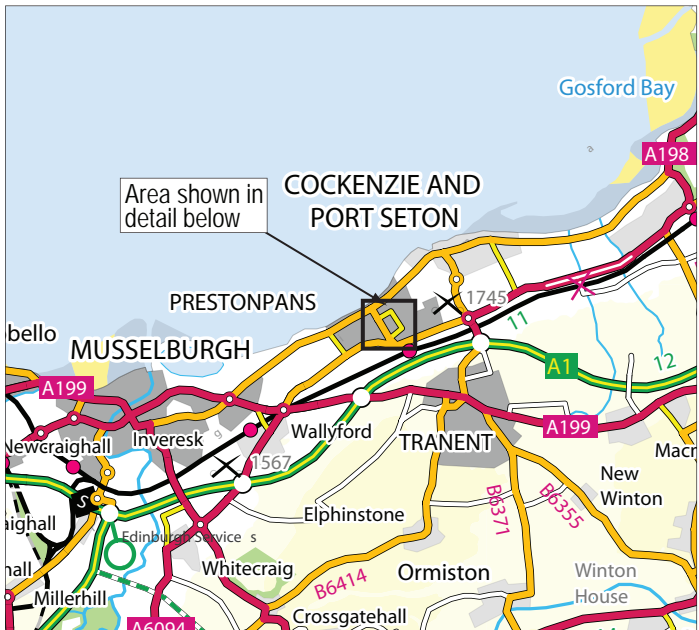 Gosford Bay
A198
Area shown in
detail below
COCKENZIE AND
PORT SETON
1745
PRESTONPANS
11
bello
MUSSELBURGH
A1
12
A199
Newcraighall
Inveresk
Wallyford
TRANENT
A199
Macm
1567
New
Winton
aighall
S
Elphinstone
B6371
B6355
Edinburgh Service s
hall
Whitecraig
B6414
Ormiston
Winton
House
Millerhill
A6094
Crossgatehall